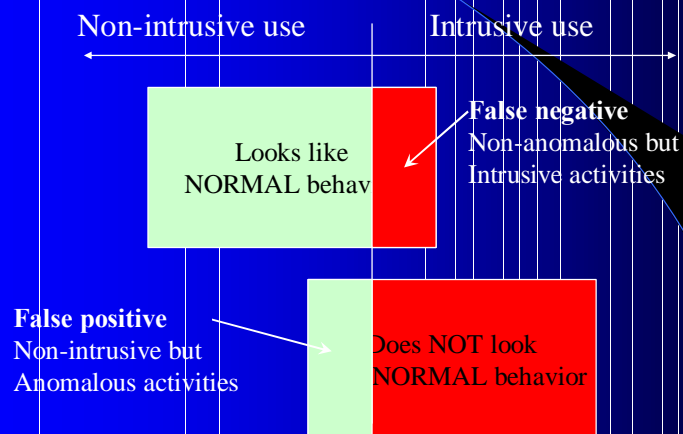 Non-intrusive use
Intrusive use
False negative
Non-anomalous but
Intrusive activities
Looks like
NORMAL behav
False positive
Non-intrusive but
Anomalous activities
Does NOT look
NORMAL behavior